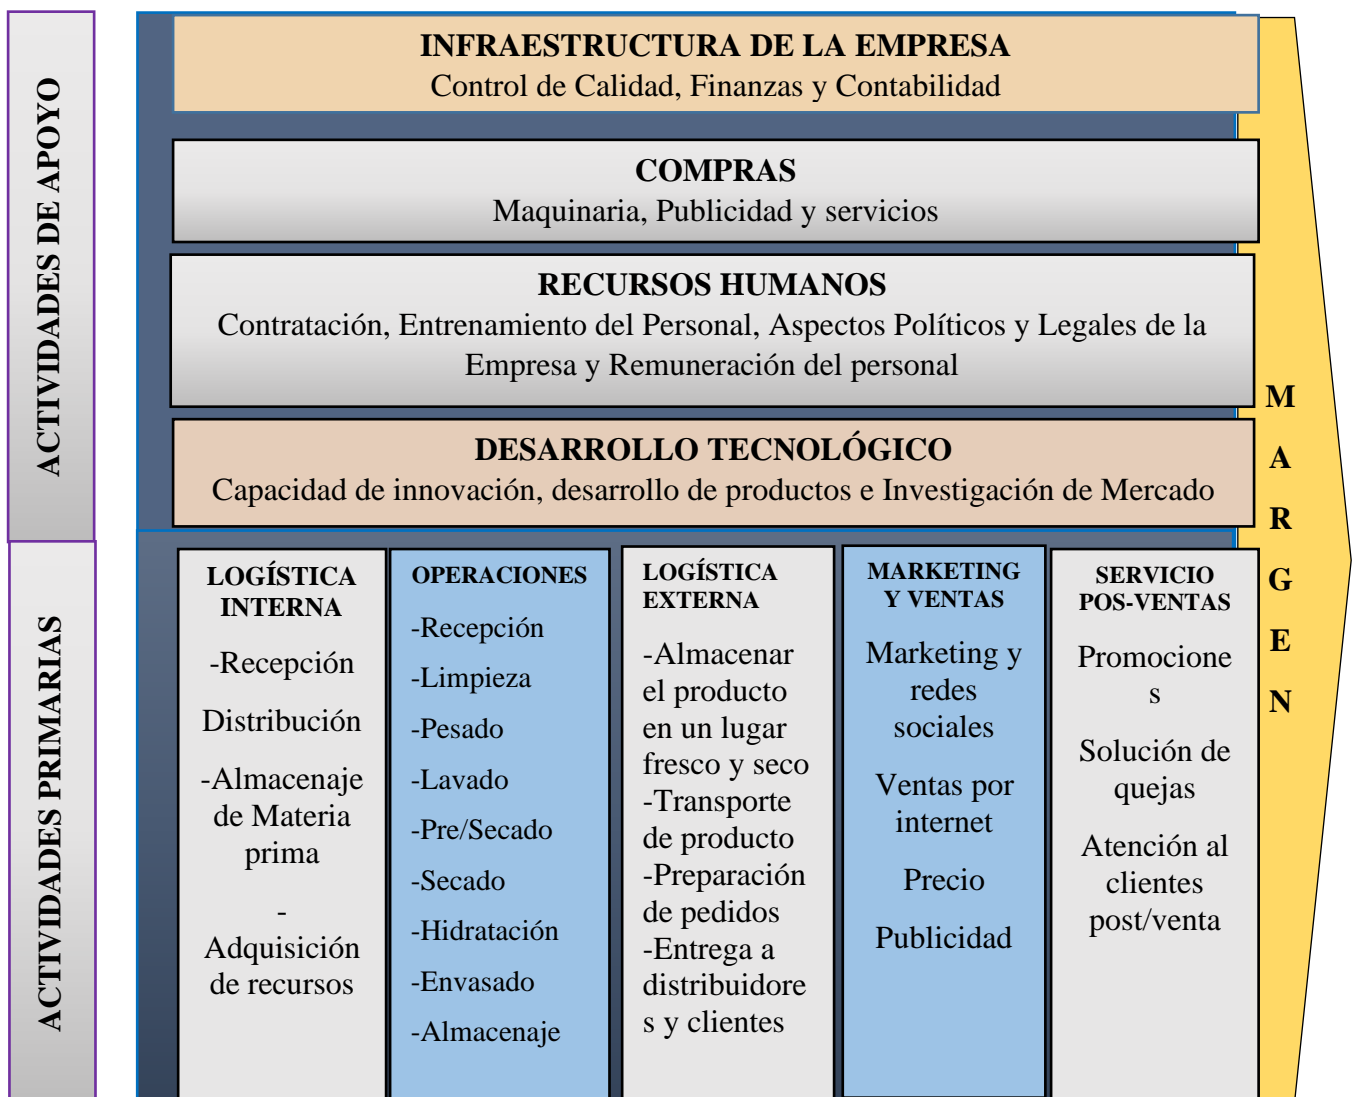 ACTIVIDADES DE APOYO
INFRAESTRUCTURA DE LA EMPRESA
Control de Calidad, Finanzas y Contabilidad
COMPRAS
Maquinaria, Publicidad y servicios
RECURSOS HUMANOS
Contratación, Entrenamiento del Personal, Aspectos Políticos y Legales de la
Empresa y Remuneración del personal
DESARROLLO TECNOLÓGICO
Capacidad de innovación, desarrollo de productos e Investigación de Mercado
ACTIVIDADES PRIMARIAS
LOGÍSTICA
INTERNA
-Recepción
Distribución
-Almacenaje
de Materia
prima
-
Adquisición
de recursos
OPERACIONES
-Recepción
-Limpieza
-Pesado
-Lavado
-Pre/Secado
-Secado
-Hidratación
-Envasado
-Almacenaje
LOGÍSTICA
EXTERNA
-Almacenar
el producto
en un lugar
fresco y seco
-Transporte
de producto
-Preparación
de pedidos
-Entrega a
distribuidore
s y clientes
MARKETING
Y VENTAS
Marketing y
redes
sociales
Ventas por
internet
Precio
Publicidad
SERVICIO
POS-VENTAS
Promocione
s
Solución de
quejas
Atención al
clientes
post/venta
M
A
R
G
E
N